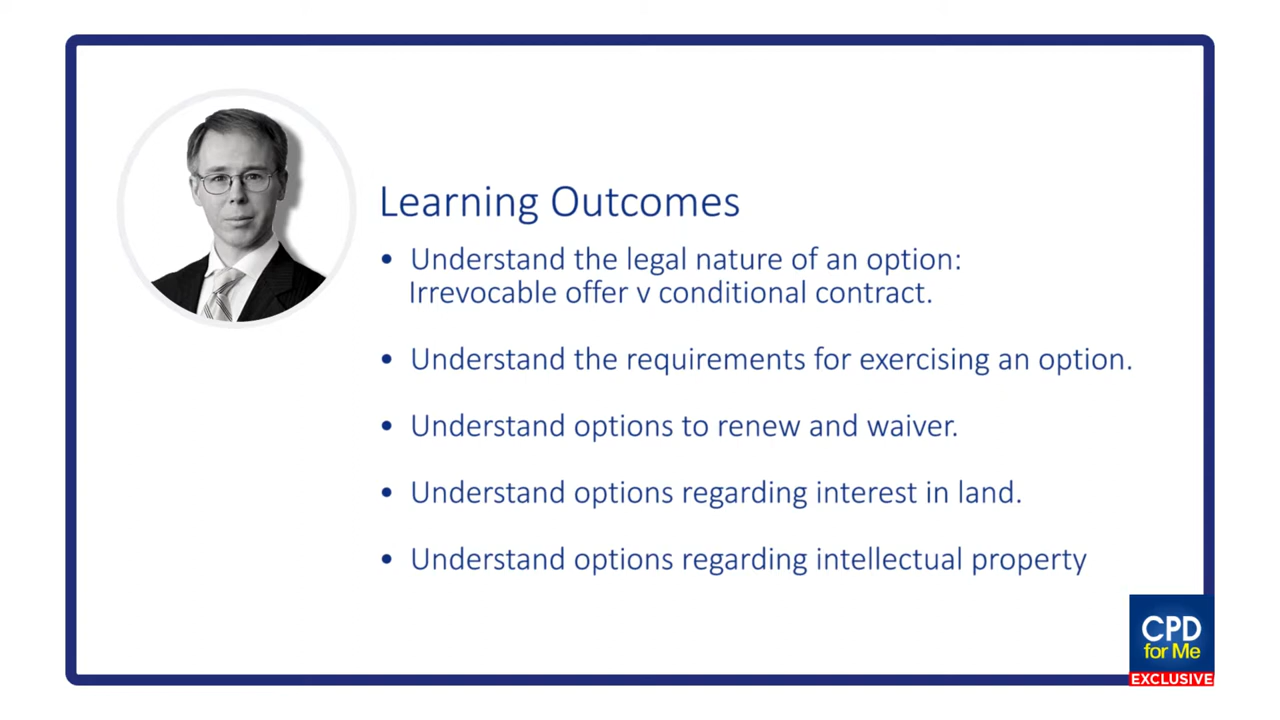 Learning Outcomes
• Understand the legal nature of an option:
Irrevocable offer v conditional contract.
• Understand the requirements for exercising an option.
• Understand options to renew and waiver.
• Understand options regarding interest in land.
• Understand options regarding intellectual property
CPD
for Me
EXCLUSIVE